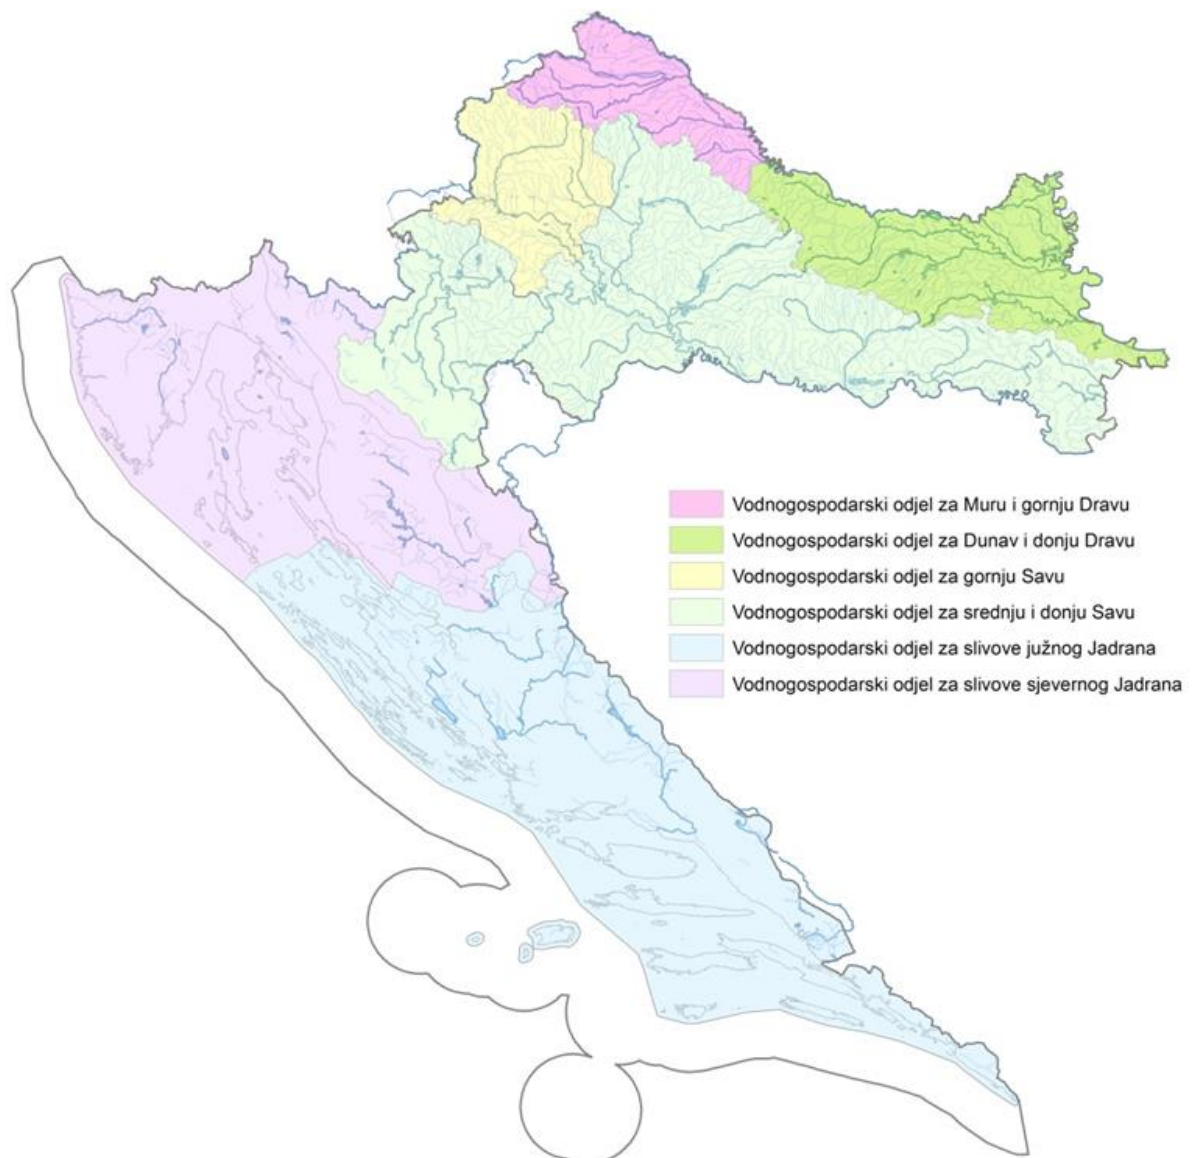 Vodnogospodarski odjel za Muru i gornju Dravu
Vodnogospodarski odjel za Dunav i donju Dravu
Vodnogospodarski odjel za gornju Savu
Vodnogospodarski odjel za srednju i donju Savu
Vodnogospodarski odjel za slivove južnog Jadrana
Vodnogospodarski odjel za slivove sjevernog Jadrana